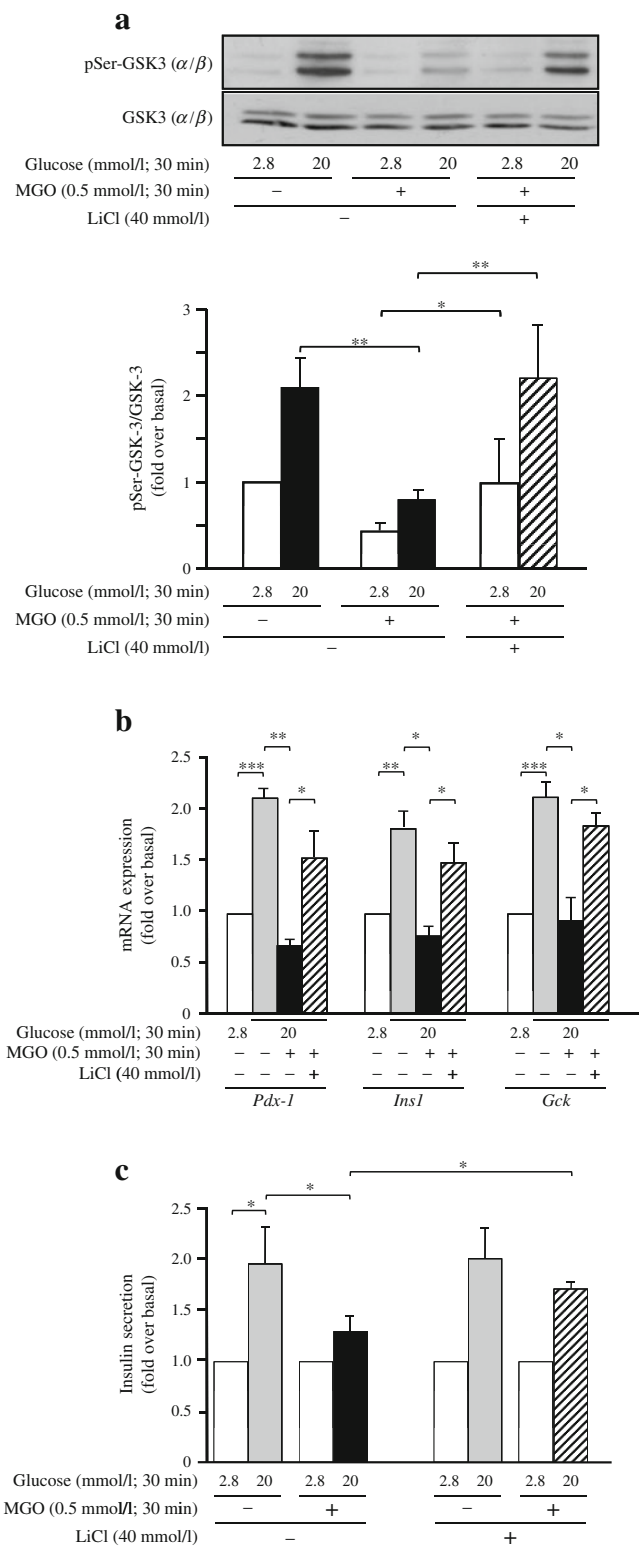 a
pSer-GSK3 (α/β)
GSK3 (α/β)
Glucose (mmol/l; 30 min) 2.8 20 2.8 20 2.8 20
MGO (0.5 mmol/l; 30 min) – + +
LiCl (40 mmol/l) – +
**
*
**
3
2
1
0
pSer-GSK-3/GSK-3
(fold over basal)
Glucose (mmol/l; 30 min) 2.8 20 2.8 20 2.8 20
MGO (0.5 mmol/l; 30 min) – + +
LiCl (40 mmol/l) – +
b
2.5
2.0
1.5
1.0
0.5
0
mRNA expression
(fold over basal)
** * *
*** ** ***
* * *
Glucose (mmol/l; 30 min) 2.8 20 2.8 20 2.8 20
MGO (0.5 mmol/l; 30 min) – – + + – – + + – – + +
LiCl (40 mmol/l) – – – + – – – + – – – +
Pdx-1 Ins1 Gck
c
*
*
*
2.5
2.0
1.5
1.0
0.5
0
Insulin secretion
(fold over basal)
Glucose (mmol/l; 30 min) 2.8 20 2.8 20 2.8 20 2.8 20
MGO (0.5 mmol/l; 30 min) – + – +
LiCl (40 mmol/l) – +